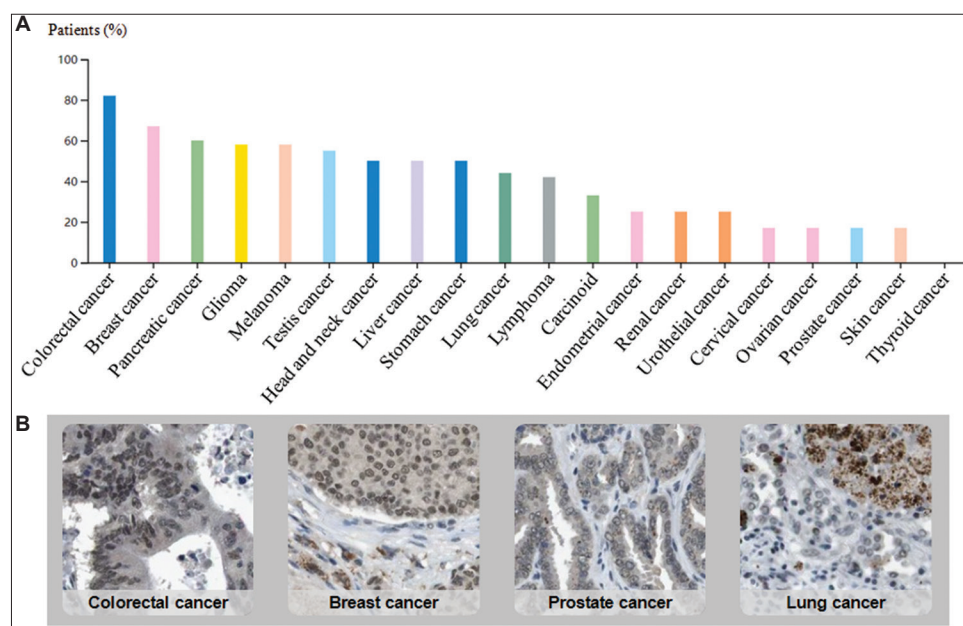 A
Patients (%)
100
80
60
40
20
0
Colorectal cancer
Breast cancer
Pancreatic cancer
Glioma
Melanoma
Testis cancer
Head and neck cancer
Liver cancer
Stomach cancer
Lung cancer
Lymphoma
Carcinoid
Endometrial cancer
Renal cancer
Urothelial cancer
Cervical cancer
Ovarian cancer
Prostate cancer
Skin cancer
Thyroid cancer
B
Colorectal cancer
Breast cancer
Prostate cancer
Lung cancer